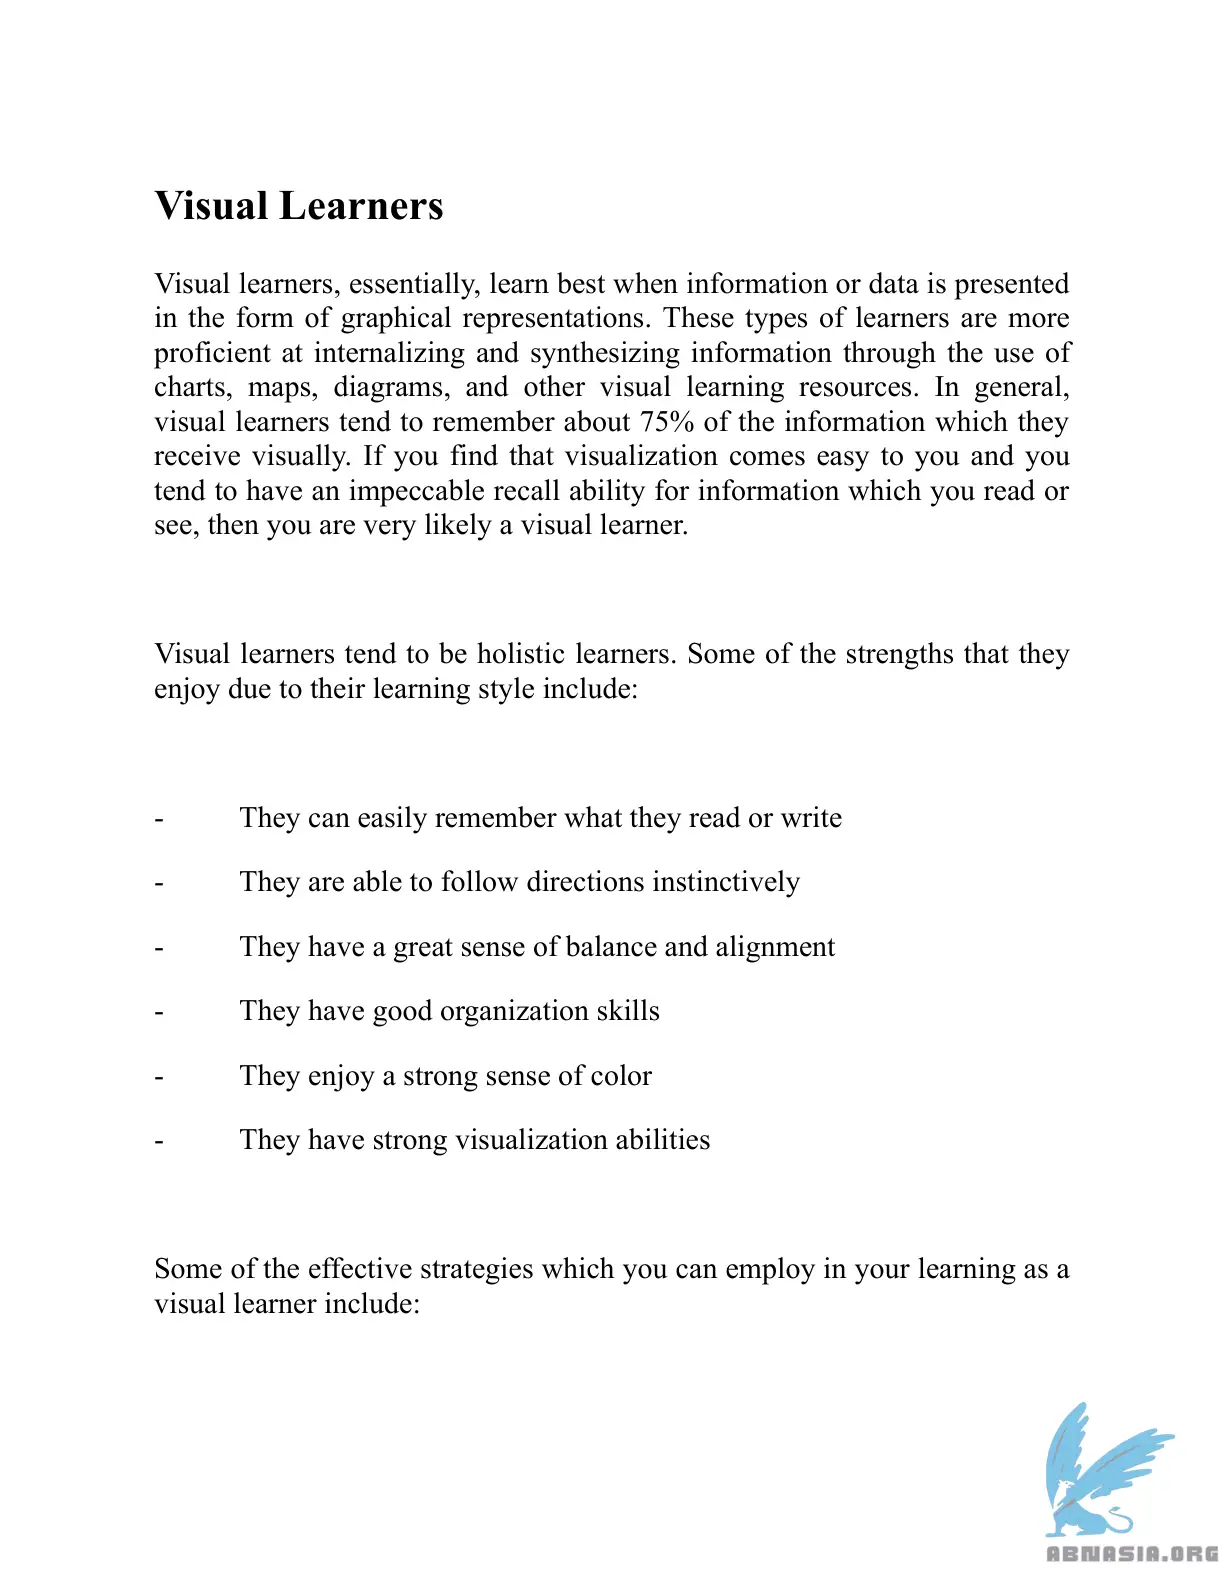 Visual Learners
Visual learners, essentially, learn best when information or data is presented
in the form of graphical representations. These types of learners are more
proficient at internalizing and synthesizing information through the use of
charts, maps, diagrams, and other visual learning resources. In general,
visual learners tend to remember about 75% of the information which they
receive visually. If you find that visualization comes easy to you and you
tend to have an impeccable recall ability for information which you read or
see, then you are very likely a visual learner.
Visual learners tend to be holistic learners. Some of the strengths that they
enjoy due to their learning style include:
- They can easily remember what they read or write
- They are able to follow directions instinctively
- They have a great sense of balance and alignment
- They have good organization skills
- They enjoy a strong sense of color
- They have strong visualization abilities
Some of the effective strategies which you can employ in your learning as a
visual learner include:
ABNASIA.ORG